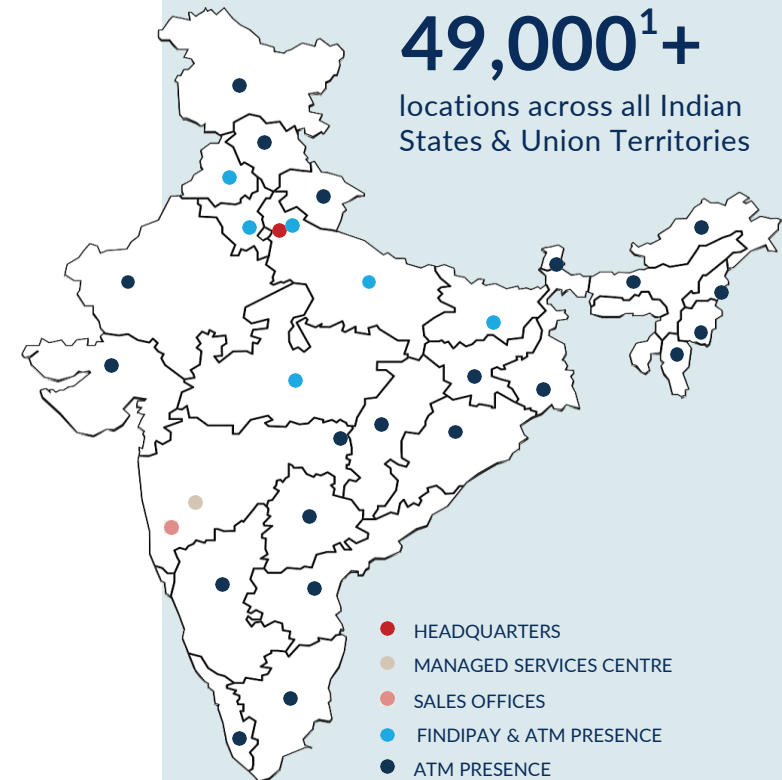 49,000¹+
locations across all Indian
States & Union Territories
HEADQUARTERS
MANAGED SERVICES CENTRE
SALES OFFICES
FINDIPAY & ATM PRESENCE
ATM PRESENCE